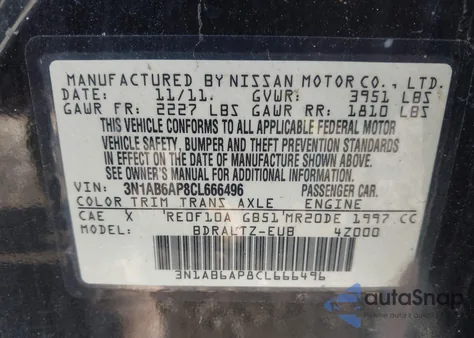 MANUFACTURED BY NISSAN MOTOR CO., LTD.
DATE: 11/11. GVWR: 3951 LBS
GAWR FR: 2227 LBS GAWR RR: 1810 LBS
THIS VEHICLE CONFORMS TO ALL APPLICABLE FEDERAL MOTOR
VEHICLE SAFETY, BUMPER, AND THEFT PREVENTION STANDARDS
IN EFFECT ON THE DATE OF MANUFACTURE SHOWN ABOVE.
SEE OWNER'S MANUAL FOR ADDITIONAL INFORMATION
VIN: 3N1AB6AP8CL666496 PASSENGER CAR.
COLOR TRIM TRANS AXLE ENGINE
CAE X RE0F10A GB51 MR20DE 1997 CC
MODEL: BDRALTZ-EUB 4Z000
3N1AB6AP8CL666496
autoSnap